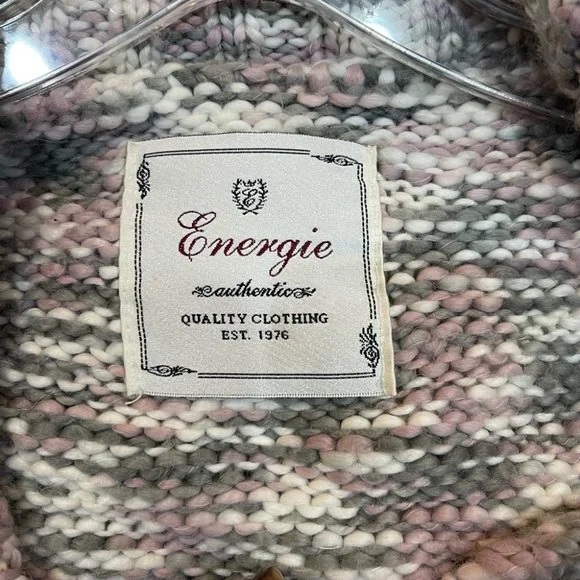 E
Energie
authentic
QUALITY CLOTHING
EST. 1976